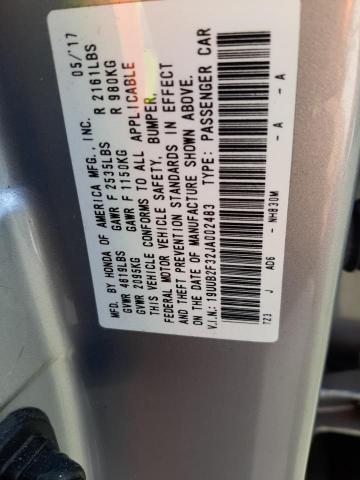 MFD. BY HONDA OF AMERICA MFG., INC. 05/'17
GVWR 4619LBS GAWR F 2535LBS R 2161LBS
GVWR 2095KG GAWR F 1150KG R 980KG
THIS VEHICLE CONFORMS TO ALL APPLICABLE
FEDERAL MOTOR VEHICLE SAFETY, BUMPER,
AND THEFT PREVENTION STANDARDS IN EFFECT
ON THE DATE OF MANUFACTURE SHOWN ABOVE.
V.I.N.: 19UUB2F32JA002483 TYPE: PASSENGER CAR
TZ3 J AD6 - NH830M - A - A